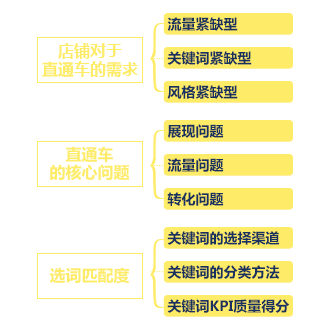 店铺对于
直通车的需求
流量紧缺型
关键词紧缺型
风格紧缺型
直通车
的核心问题
展现问题
流量问题
转化问题
选词匹配度
关键词的选择渠道
关键词的分类方法
关键词KPI质量得分